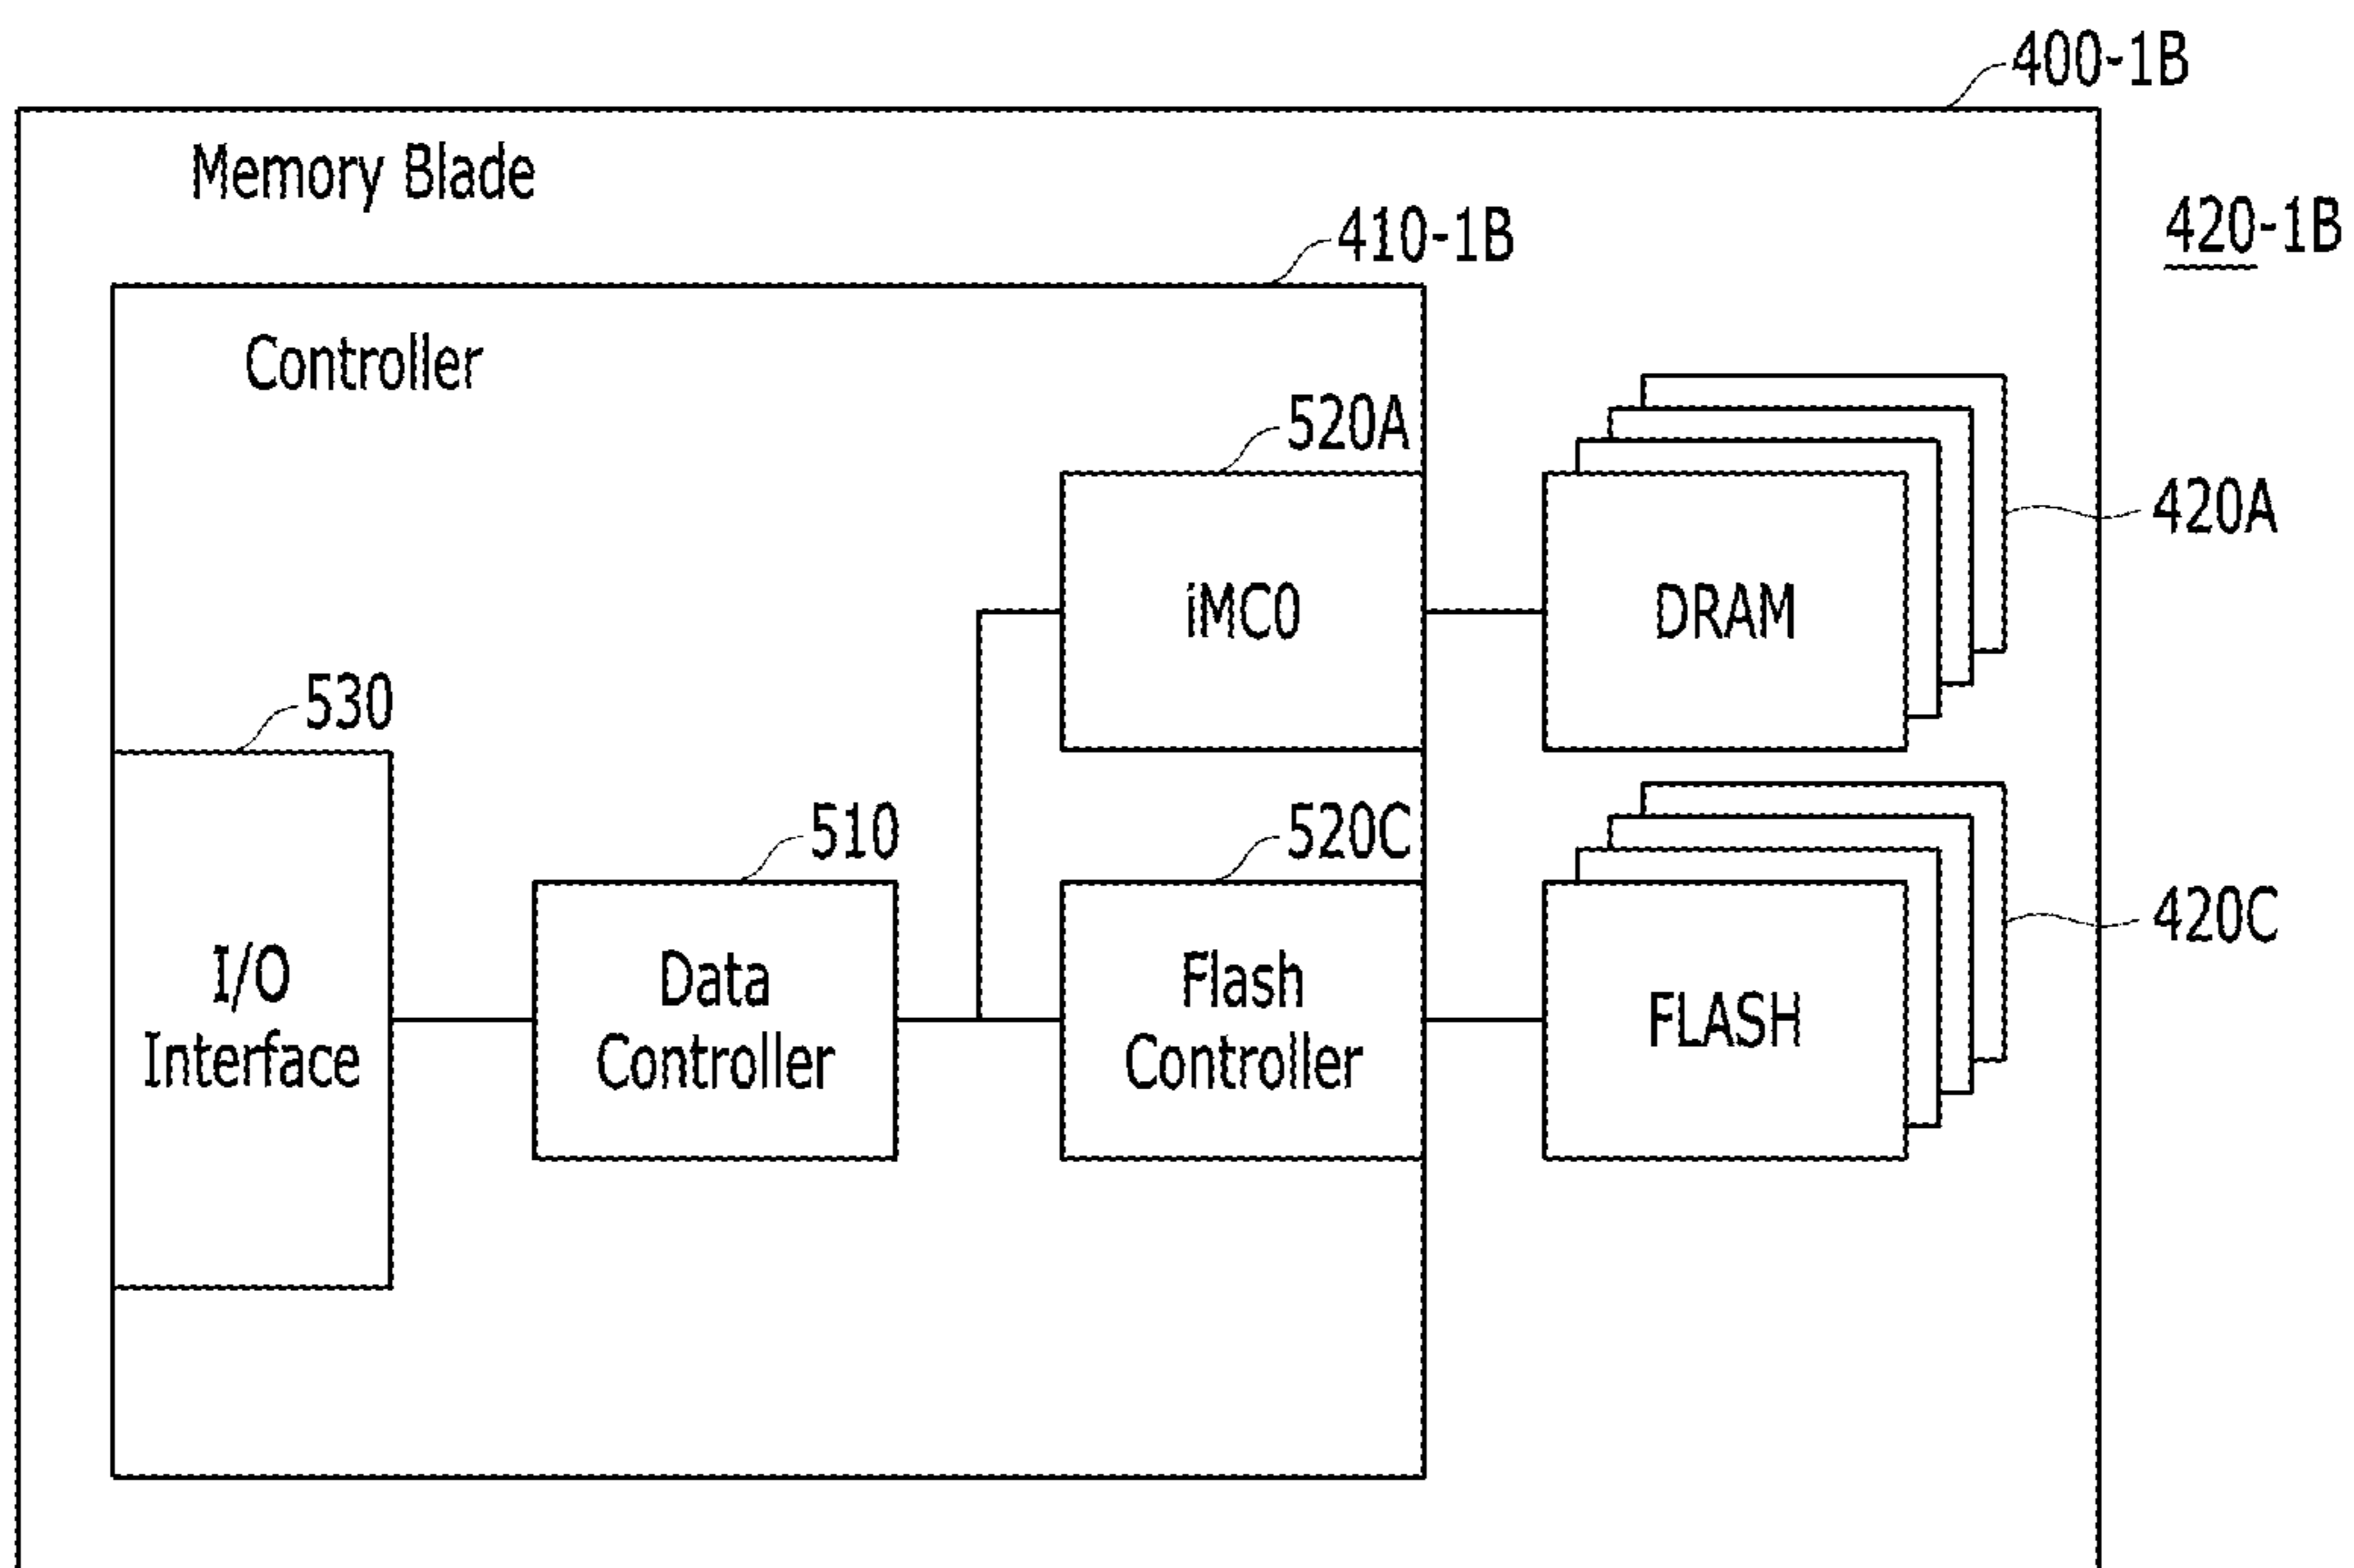 400-1B
Memory Blade
420-1B
410-1B
Controller
520A
420A
iMC0
DRAM
530
510
520C
420C
I/O
Interface
Data
Controller
Flash
Controller
FLASH